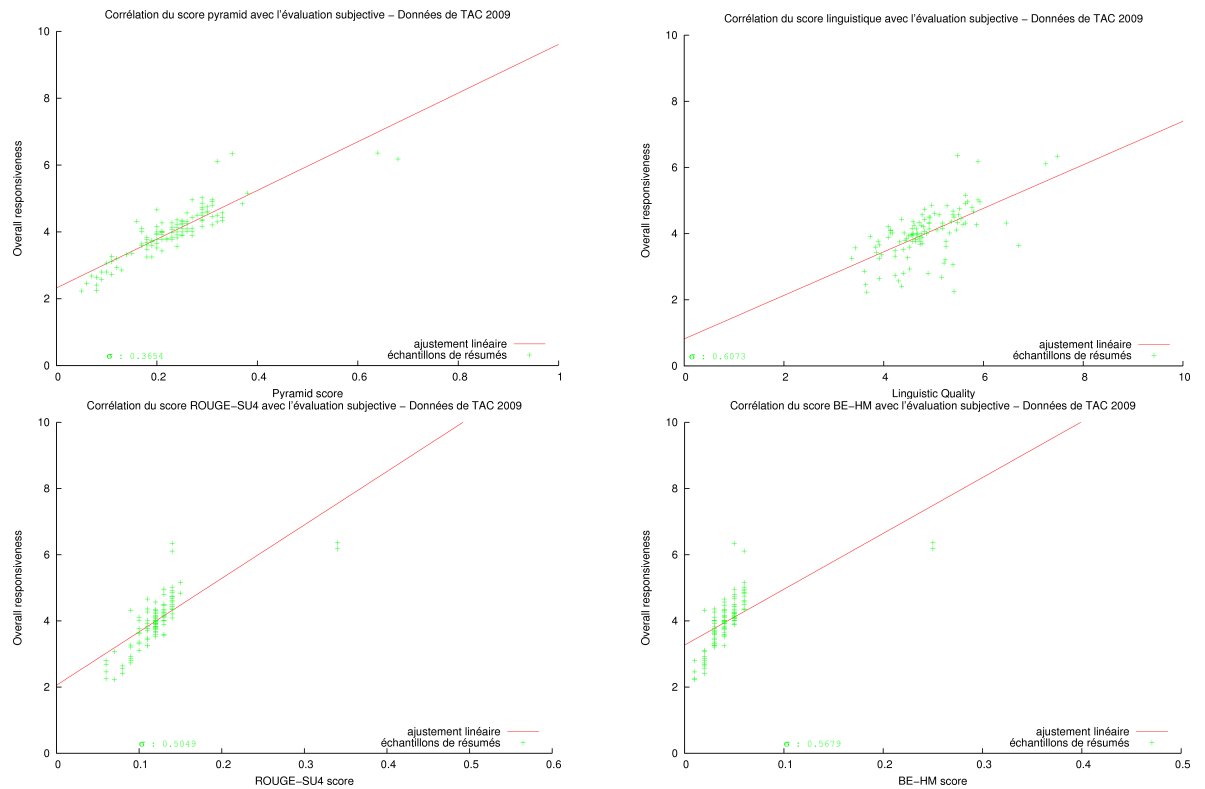 Corrélation du score pyramid avec l'évaluation subjective − Données de TAC 2009
10
8
6
4
2
0
Overall responsiveness
σ : 0.3654
ajustement linéaire
échantillons de résumés
0 0.2 0.4 0.6 0.8 1
Pyramid score
Corrélation du score linguistique avec l'évaluation subjective − Données de TAC 2009
10
8
6
4
2
0
Overall responsiveness
σ : 0.6073
ajustement linéaire
échantillons de résumés
0 2 4 6 8 10
Linguistic Quality
Corrélation du score ROUGE−SU4 avec l'évaluation subjective − Données de TAC 2009
10
8
6
4
2
0
Overall responsiveness
σ : 0.5049
ajustement linéaire
échantillons de résumés
0 0.1 0.2 0.3 0.4 0.5 0.6
ROUGE−SU4 score
Corrélation du score BE−HM avec l'évaluation subjective − Données de TAC 2009
10
8
6
4
2
0
Overall responsiveness
σ : 0.5679
ajustement linéaire
échantillons de résumés
0 0.1 0.2 0.3 0.4 0.5
BE−HM score